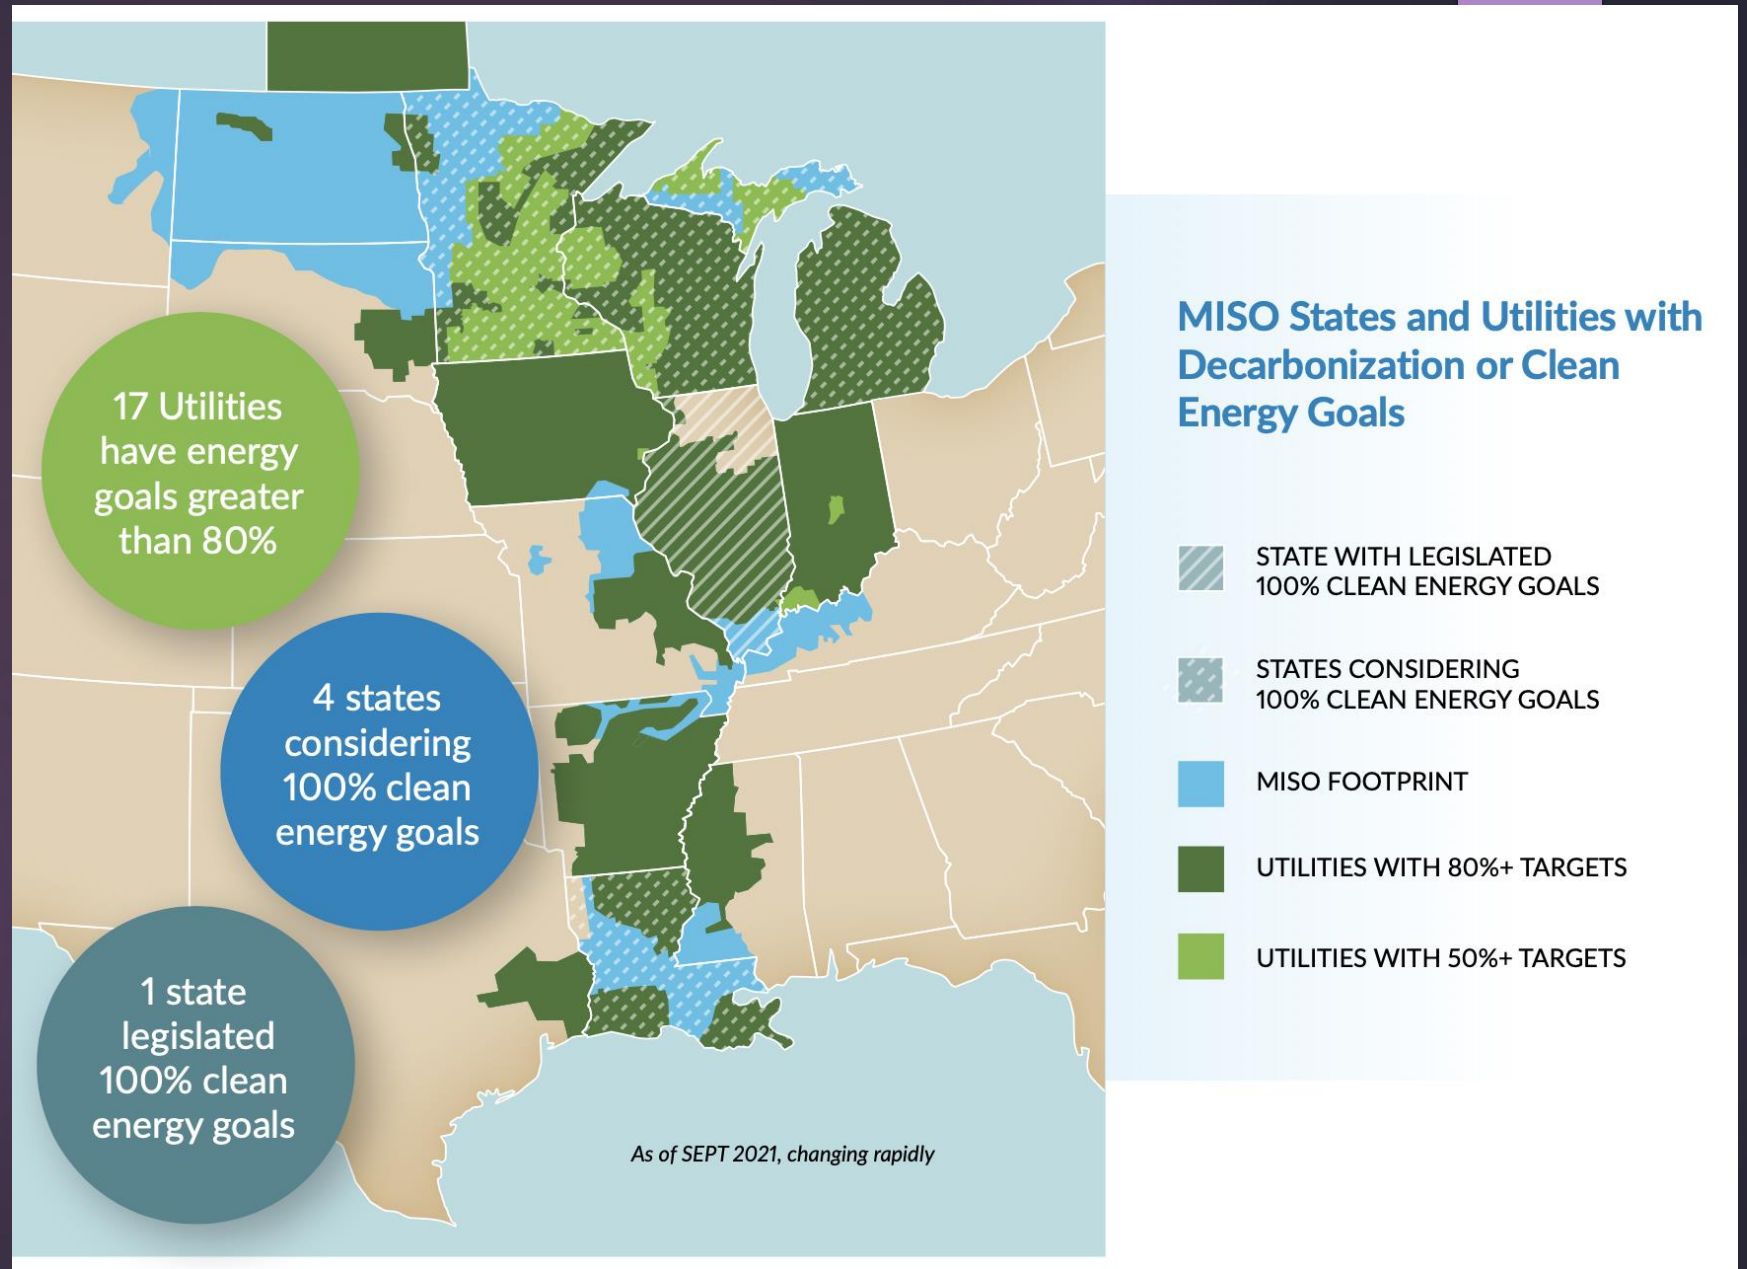 17 Utilities
have energy
goals greater
than 80%
4 states
considering
100% clean
energy goals
1 state
legislated
100% clean
energy goals
As of SEPT 2021, changing rapidly
MISO States and Utilities with
Decarbonization or Clean
Energy Goals
STATE WITH LEGISLATED
100% CLEAN ENERGY GOALS
STATES CONSIDERING
100% CLEAN ENERGY GOALS
MISO FOOTPRINT
UTILITIES WITH 80%+ TARGETS
UTILITIES WITH 50%+ TARGETS